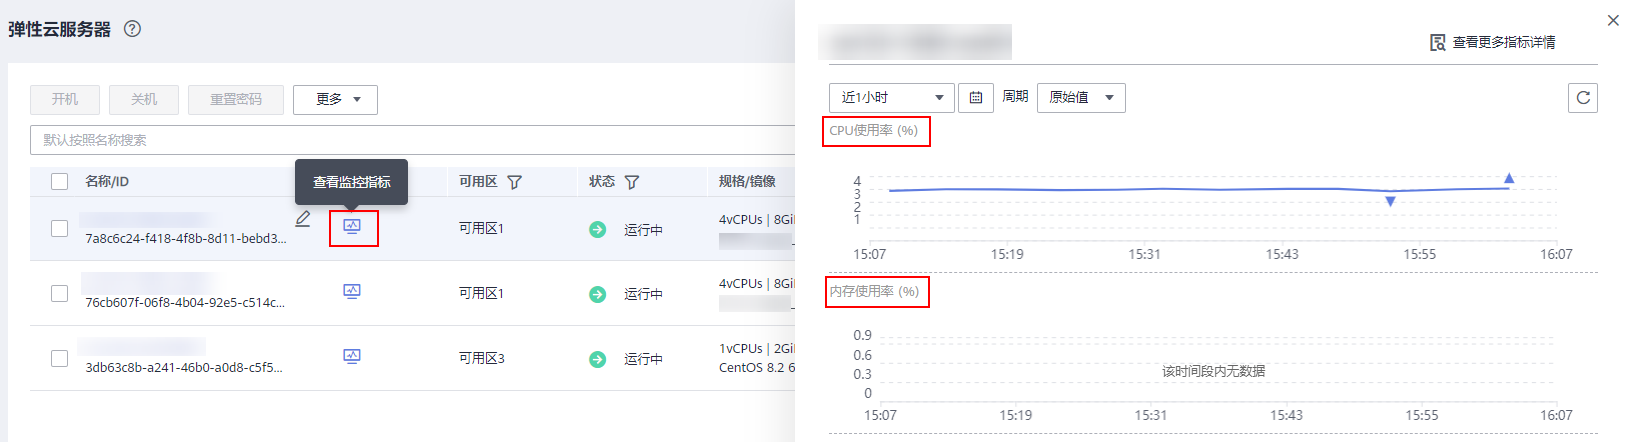 弹性云服务器
开机 关机 重置密码 更多
默认按照名称搜索
查看监控指标
名称/ID 可用区 状态 规格/镜像
7a8c6c24-f418-4f8b-8d11-bebd3... 可用区1 运行中 4vCPUs | 8Gi
76cb607f-06f8-4b04-92e5-c514c... 可用区1 运行中 4vCPUs | 8Gi
3db63c8b-a241-46b0-a0d8-c5f5... 可用区3 运行中 1vCPUs | 2Gi
CentOS 8.2 6
查看更多指标详情
近1小时 周期 原始值
CPU使用率 (%)
4
3
2
1
15:07 15:19 15:31 15:43 15:55 16:07
内存使用率 (%)
0.9
0.6
0.3
0
该时间段内无数据
15:07 15:19 15:31 15:43 15:55 16:07